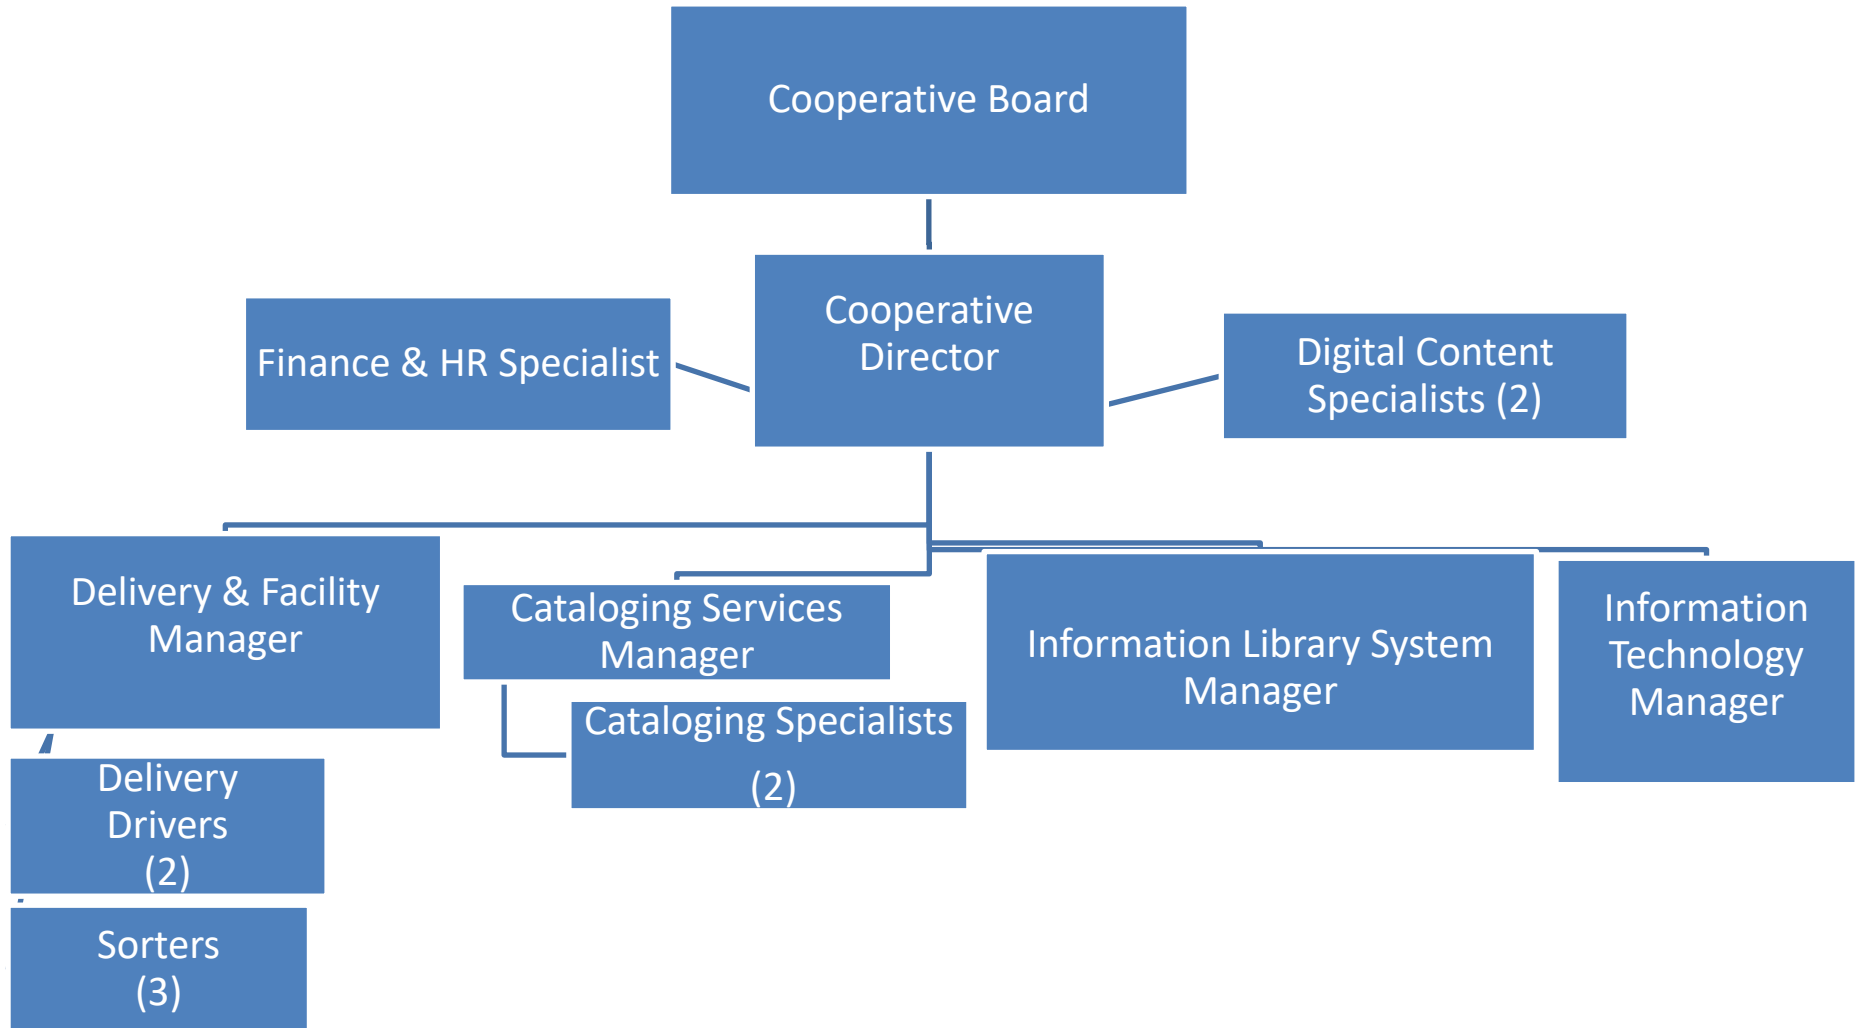 Cooperative Board
Cooperative
Director
Finance & HR Specialist
Digital Content
Specialists (2)
Delivery & Facility
Manager
Cataloging Services
Manager
Information Library System
Manager
Information
Technology
Manager
Cataloging Specialists
(2)
Delivery
Drivers
(2)
Sorters
(3)